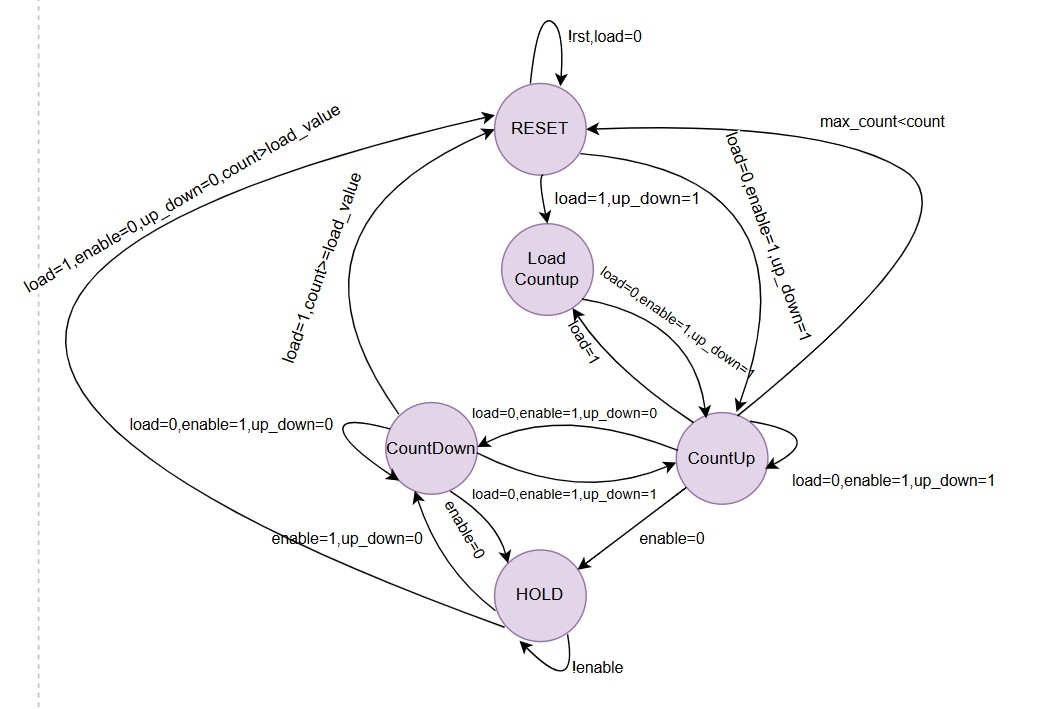 !rst,load=0
RESET
max_count<count
load=1,enable=0,up_down=0,count>load_value
load=1,up_down=1
load=0,enable=1,up_down=1
load=1,count>=load_value
Load
Countup
load=0,enable=1,up_down=1
load=1
load=0,enable=1,up_down=0
load=0,enable=1,up_down=0
CountDown
CountUp
load=0,enable=1,up_down=1
load=0,enable=1,up_down=1
enable=1,up_down=0
enable=0
enable=0
HOLD
!enable